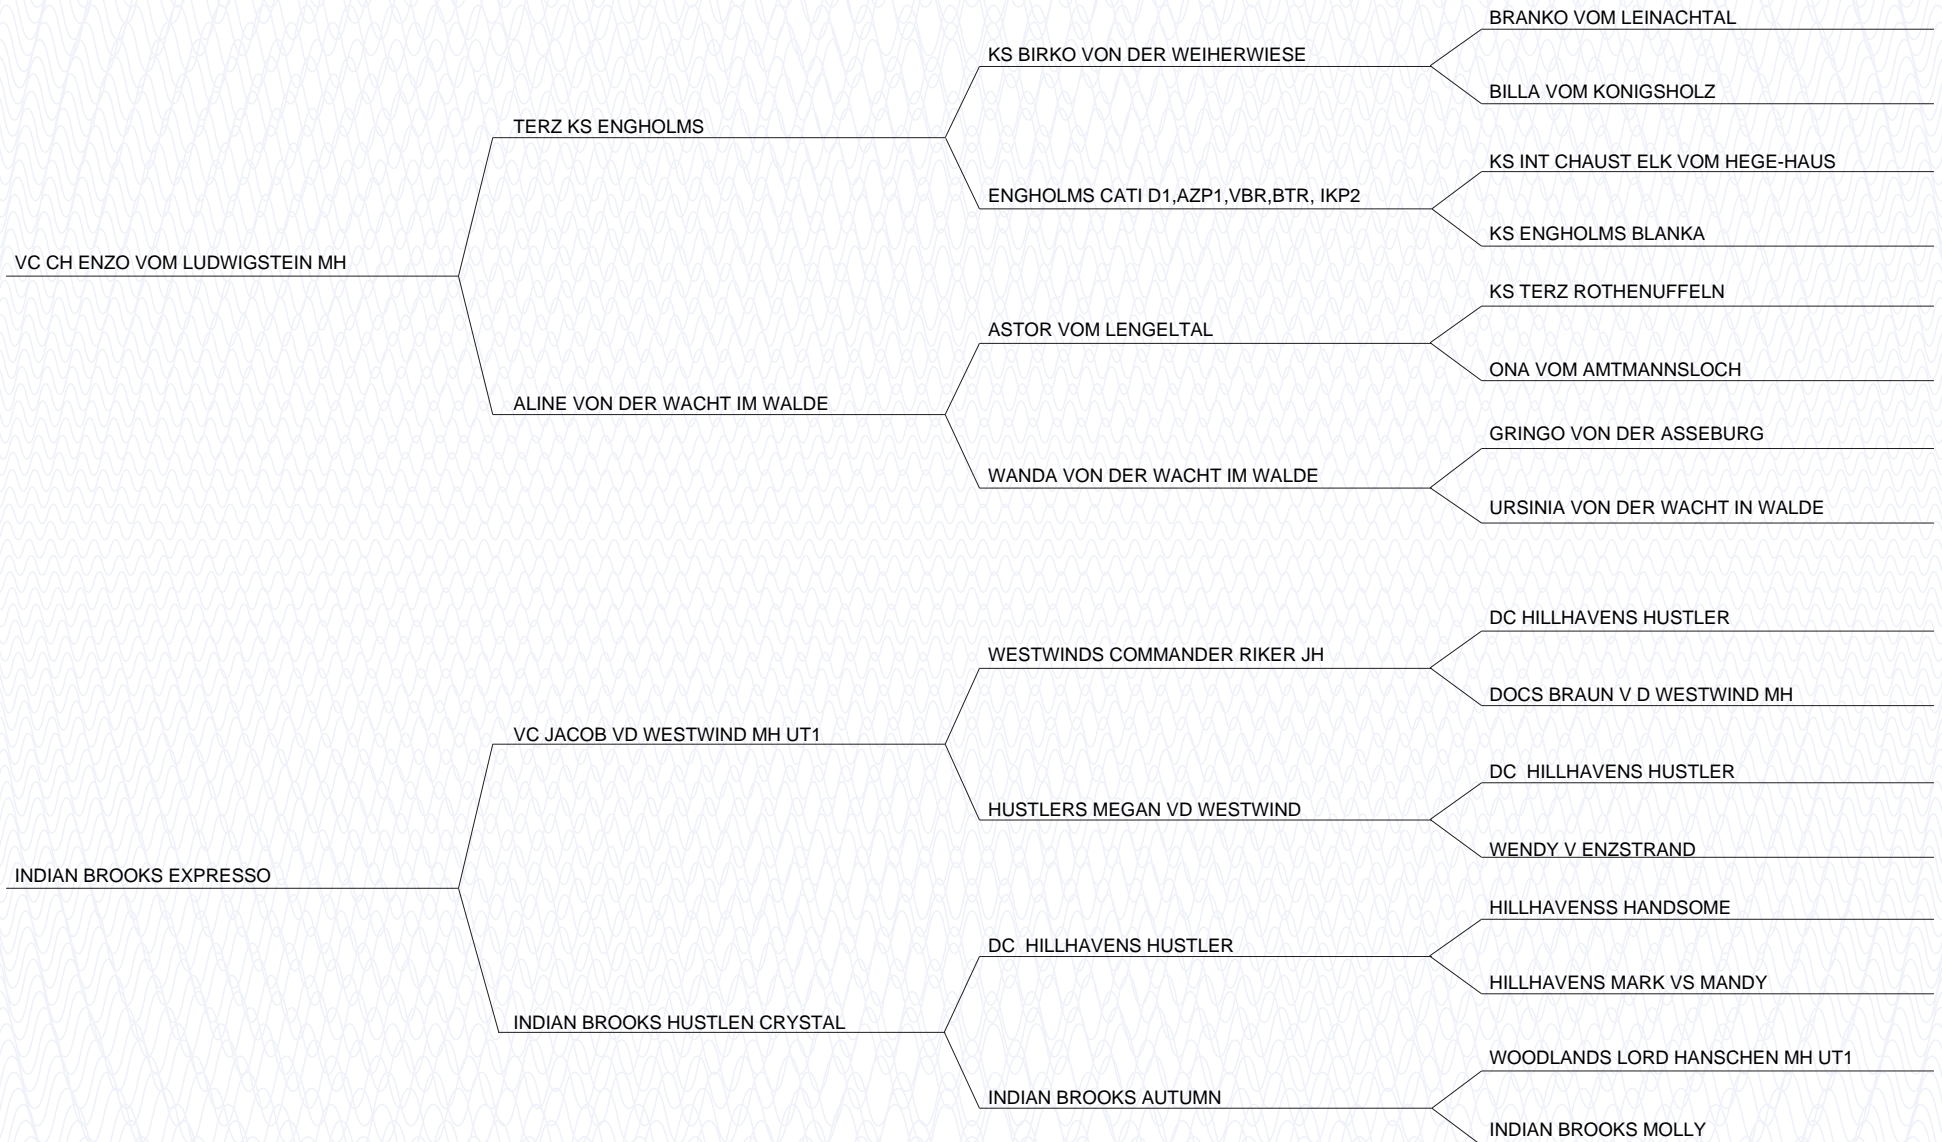 BRANKO VOM LEINACHTAL
KS BIRKO VON DER WEIHERWIESE
BILLA VOM KONIGSHOLZ
TERZ KS ENGHOLMS
KS INT CHAUST ELK VOM HEGE-HAUS
ENGHOLMS CATI D1,AZP1,VBR,BTR, IKP2
KS ENGHOLMS BLANKA
VC CH ENZO VOM LUDWIGSTEIN MH
KS TERZ ROTHENUFFELN
ASTOR VOM LENGELTAL
ONA VOM AMTMANNSLOCH
ALINE VON DER WACHT IM WALDE
GRINGO VON DER ASSEBURG
WANDA VON DER WACHT IM WALDE
URSINIA VON DER WACHT IN WALDE
DC HILLHAVENS HUSTLER
WESTWINDS COMMANDER RIKER JH
DOCS BRAUN V D WESTWIND MH
VC JACOB VD WESTWIND MH UT1
DC  HILLHAVENS HUSTLER
HUSTLERS MEGAN VD WESTWIND
WENDY V ENZSTRAND
INDIAN BROOKS EXPRESSO
HILLHAVENSS HANDSOME
DC  HILLHAVENS HUSTLER
HILLHAVENS MARK VS MANDY
INDIAN BROOKS HUSTLEN CRYSTAL
WOODLANDS LORD HANSCHEN MH UT1
INDIAN BROOKS AUTUMN
INDIAN BROOKS MOLLY